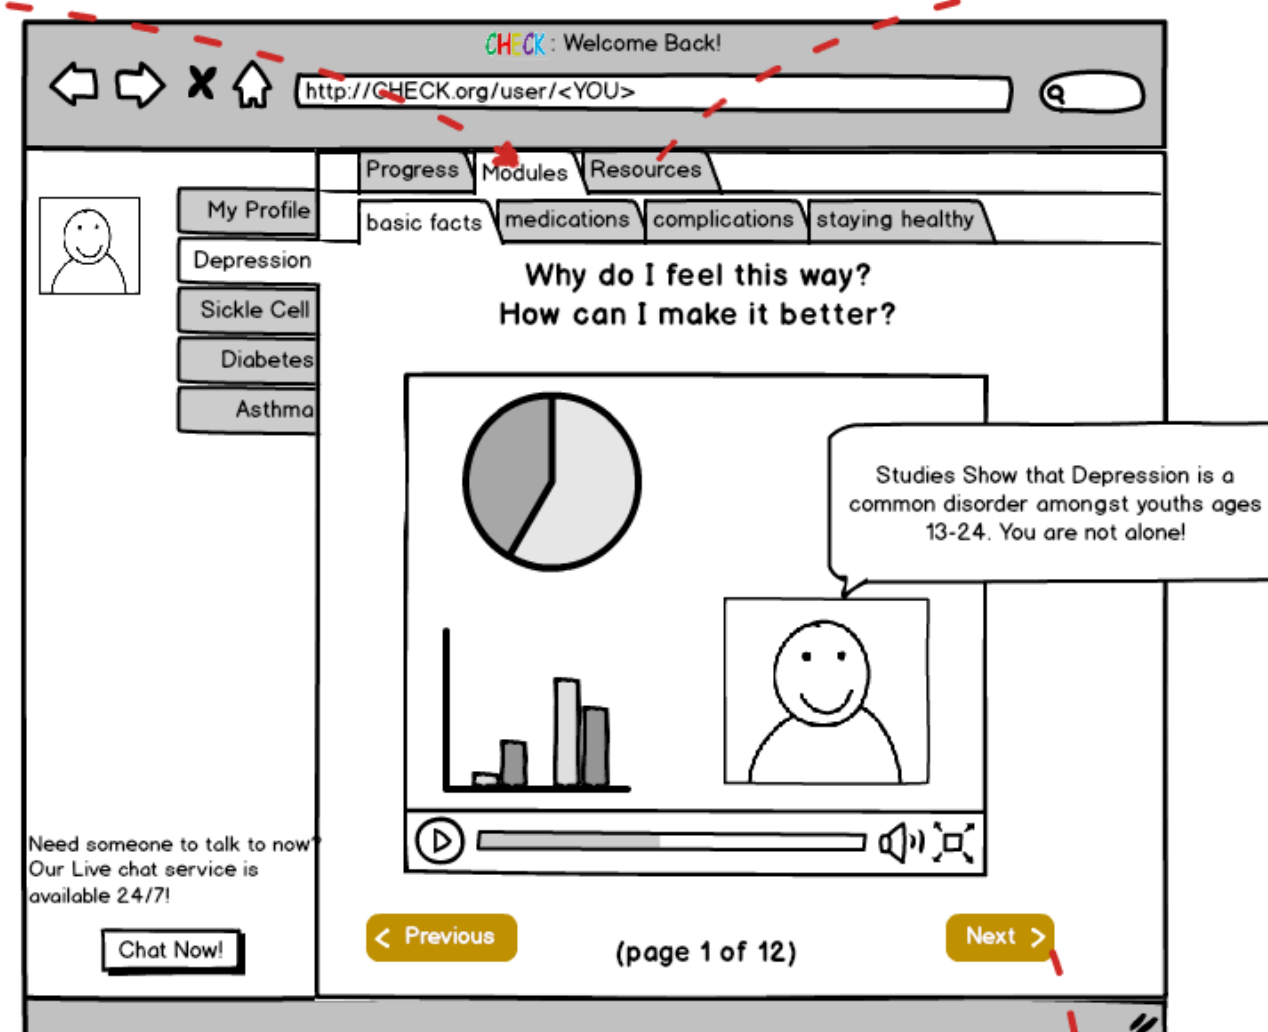 CHECK : Welcome Back!
http://CHECK.org/user/<YOU>
Progress
Modules
Resources
basic facts
medications
complications
staying healthy
My Profile
Depression
Sickle Cell
Diabetes
Asthma
Why do I feel this way?
How can I make it better?
Studies Show that Depression is a
common disorder amongst youths ages
13-24. You are not alone!
Need someone to talk to now?
Our Live chat service is
available 24/7!
Chat Now!
< Previous
(page 1 of 12)
Next >